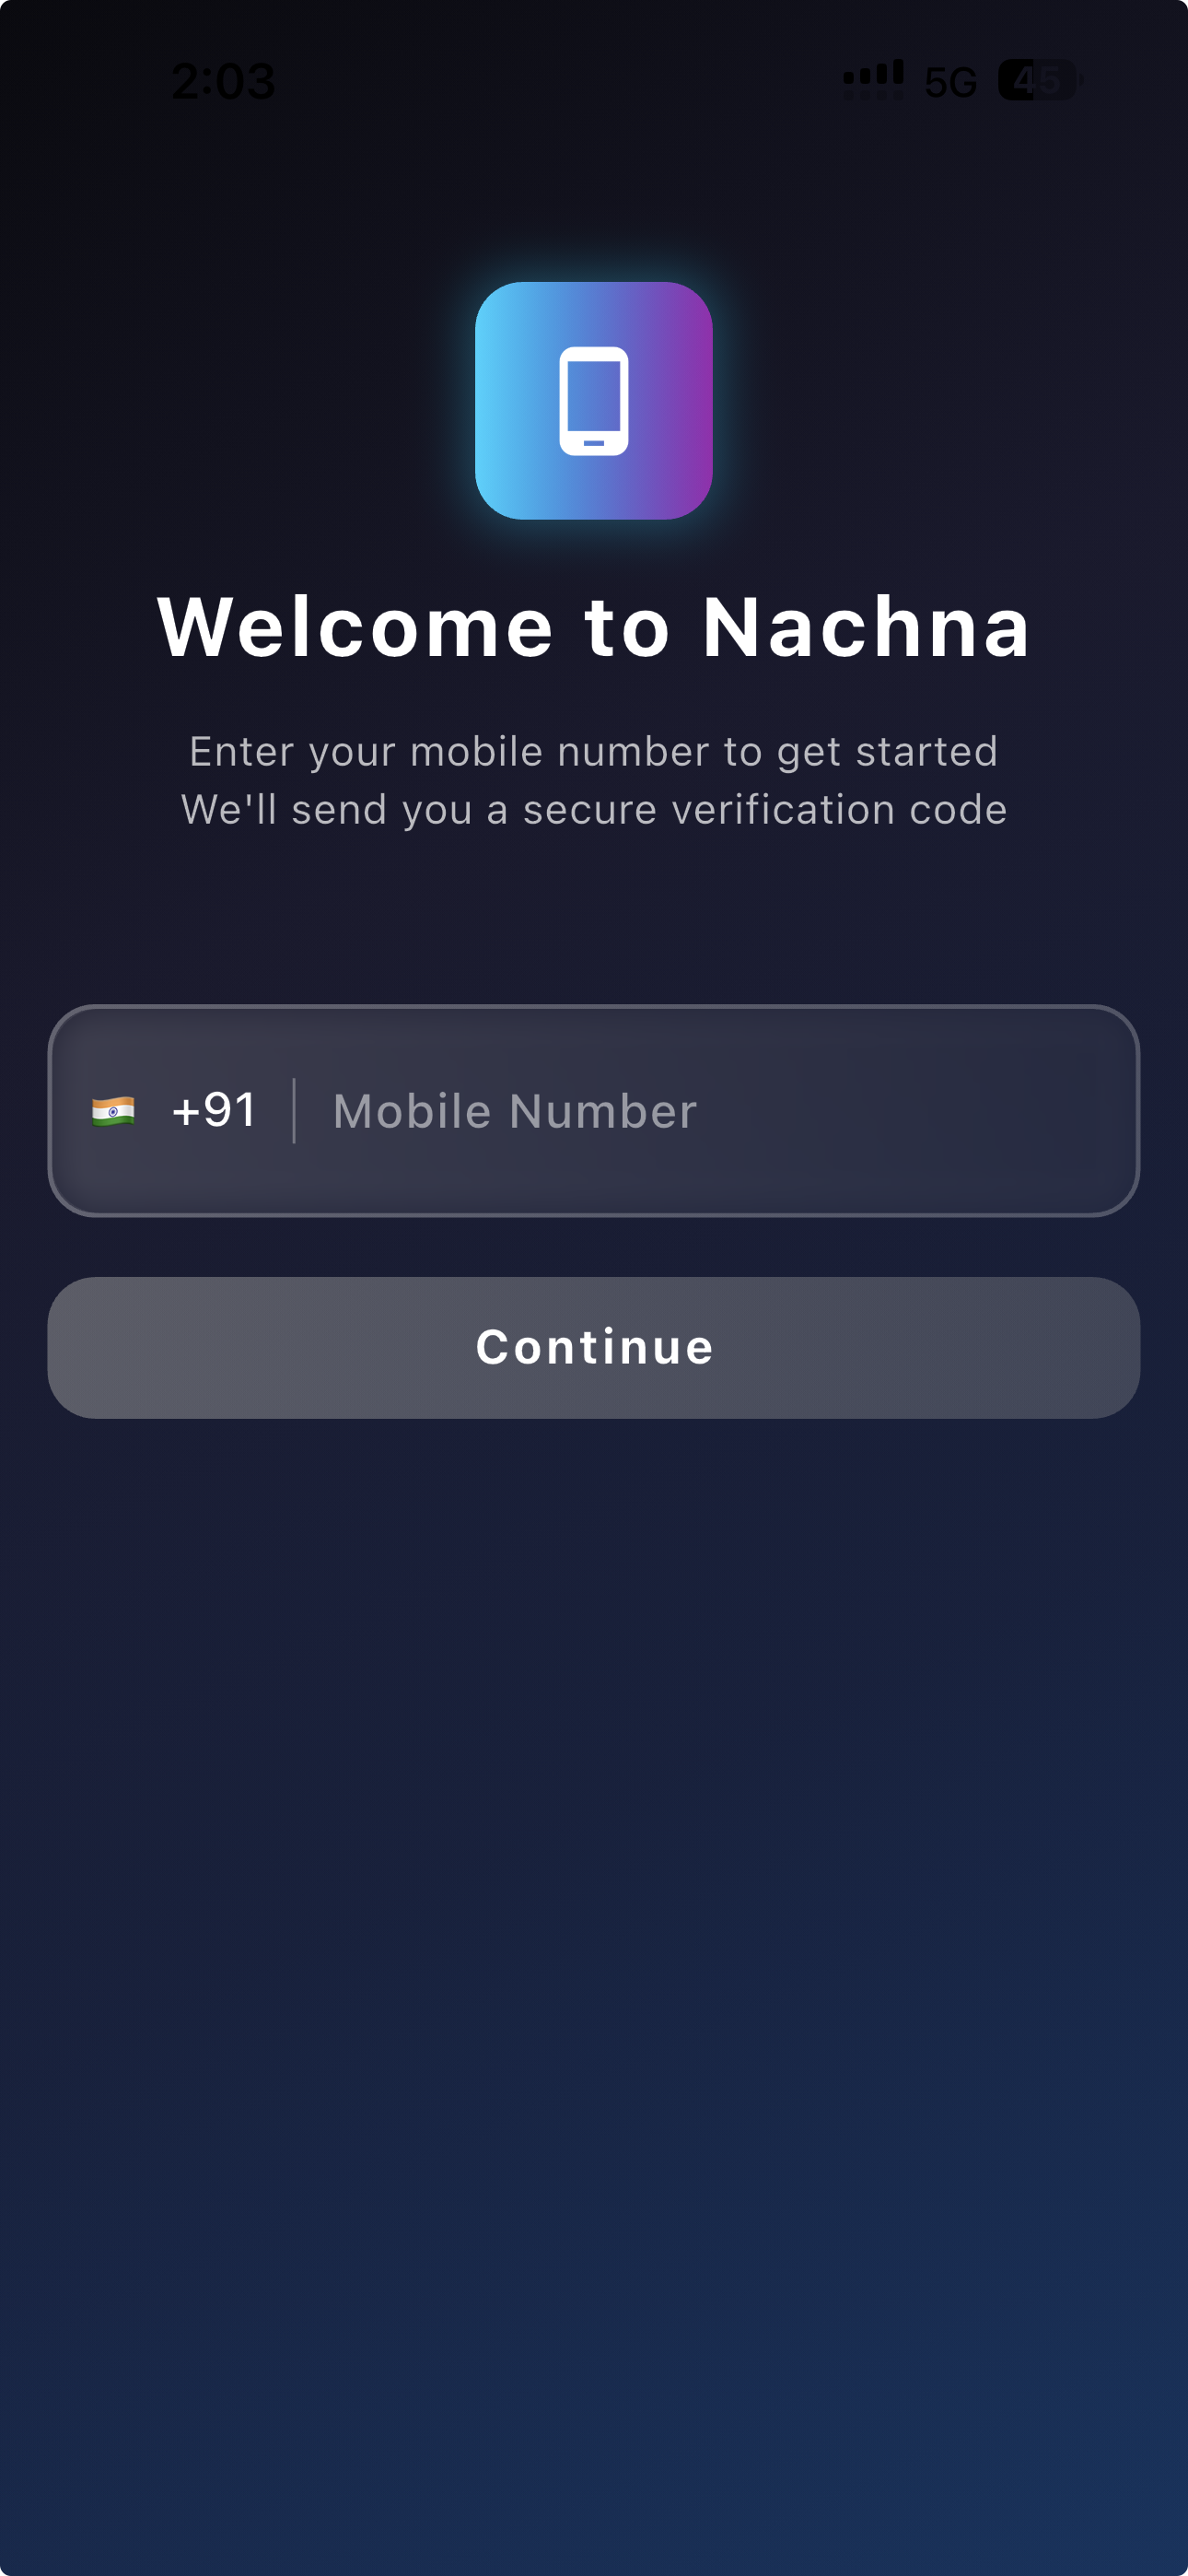 2:03 5G 45
Welcome to Nachna
Enter your mobile number to get started
We'll send you a secure verification code
+91 Mobile Number
Continue